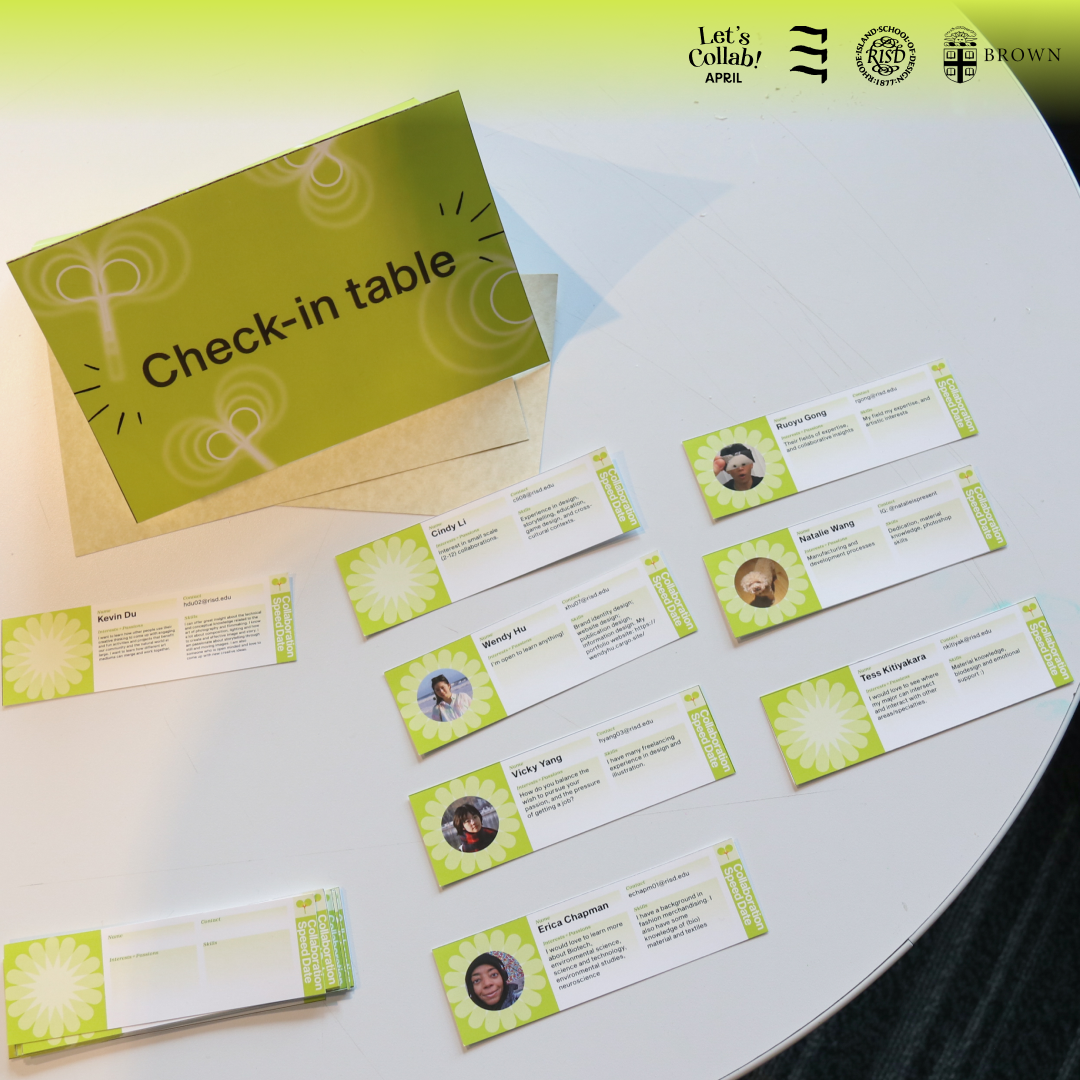 Let's
Collab!
APRIL
RHODE·ISLAND·SCHOOL·OF·DESIGN
RISD
·1877·
BROWN
Check-in table
Name
Ruoyu Gong
Interests + Passions
Their fields of expertise,
and collaborative insights
Contact
rgong@risd.edu
Skills
My field my expertise, and
artistic interests
Collaboration
Speed Date
Name
Cindy Li
Interests + Passions
Interest in small scale
(2-12) collaborations.
Contact
Skills
Experience in design,
storytelling, education,
game design, and cross-
cultural contexts.
Collaboration
Speed Date
Name
Natalie Wang
Interests + Passions
Manufacturing and
development processes
Contact
IG: @natalieispresent
Skills
Dedication, material
knowledge, photoshop
skills
Collaboration
Speed Date
Name
Kevin Du
Interests + Passions
Contact
hdu02@risd.edu
Skills
Collaboration
Speed Date
Name
Wendy Hu
Interests + Passions
I'm open to learn anything!
Contact
xhu07@risd.edu
Skills
Brand identity design,
website design,
publication design,
information design. My
portfolio website: https://
wendyhu.cargo.site/
Collaboration
Speed Date
Name
Tess Kitiyakara
Interests + Passions
I would love to see where
my major can intersect
and interact with other
areas/specialties.
Contact
nkitiyak@risd.edu
Skills
Material knowledge,
biodesign and emotional
support :)
Collaboration
Speed Date
Name
Vicky Yang
Interests + Passions
How do you balance the
wish to pursue your
passion, and the pressure
of getting a job?
Contact
hyang03@risd.edu
Skills
I have many freelancing
experience in design and
illustration.
Collaboration
Speed Date
Name
Erica Chapman
Interests + Passions
I would love to learn more
about Biotech,
environmental science,
science and technology,
environmental studies,
neuroscience
Contact
echapm01@risd.edu
Skills
I have a background in
fashion merchandising. I
also have some
knowledge of (bio)
material and textiles
Collaboration
Speed Date
Name
Interests + Passions
Contact
Skills
Collaboration
Speed Date
Collaboration
Collaboration